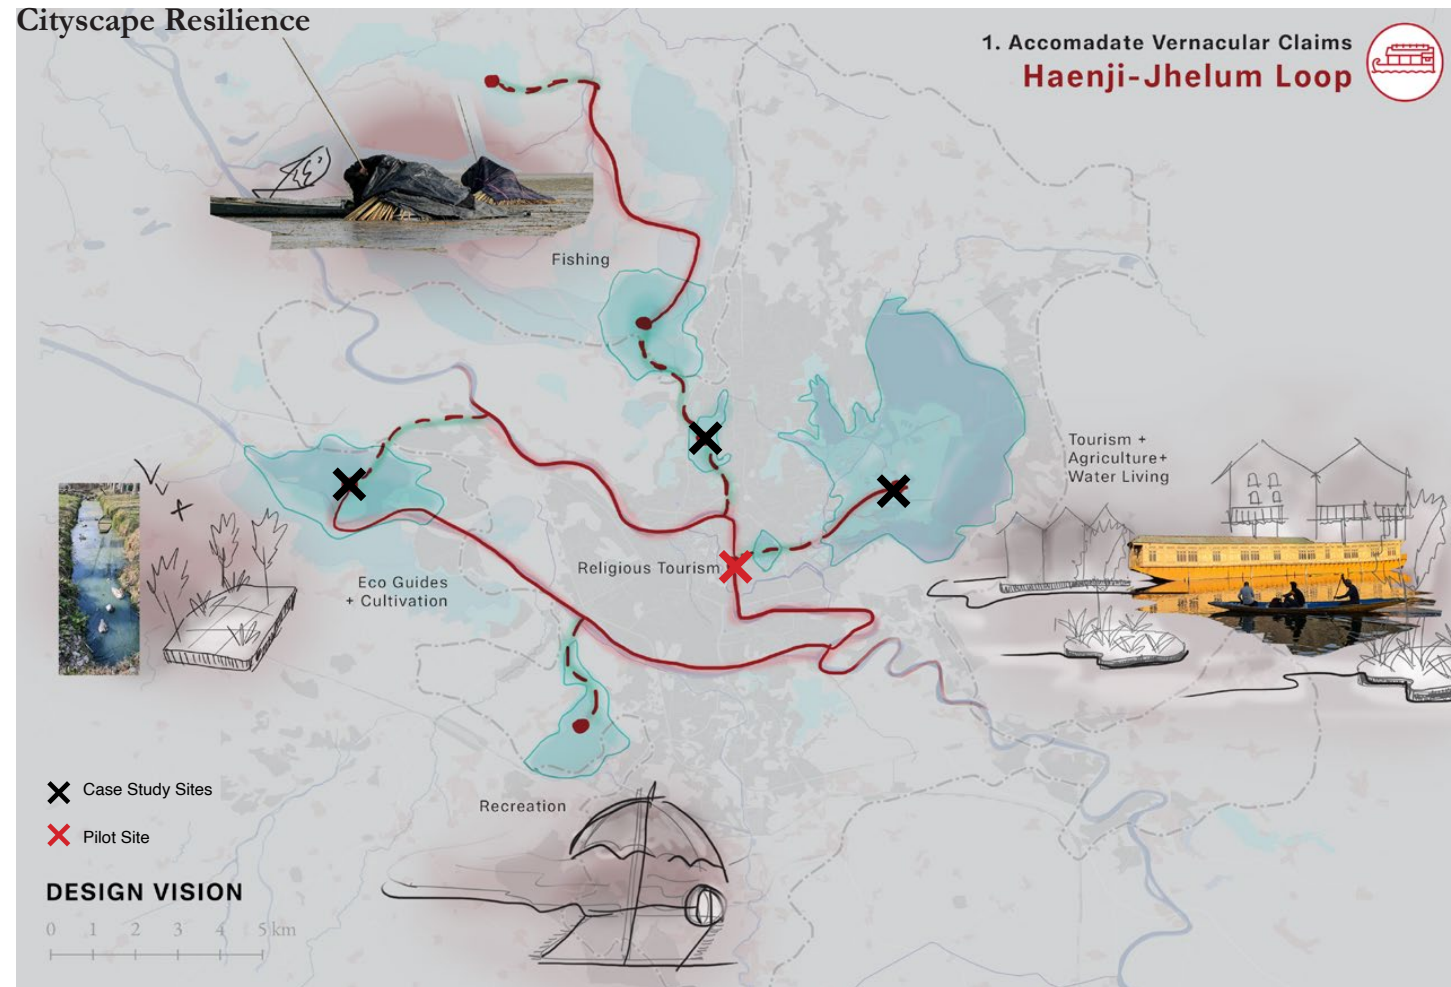 Cityscape Resilience
1. Accomadate Vernacular Claims
Haenji-Jhelum Loop
Fishing
Tourism +
Agriculture+
Water Living
Religious Tourism
Eco Guides
+ Cultivation
Recreation
Case Study Sites
Pilot Site
DESIGN VISION
0 1 2 3 4 5 km